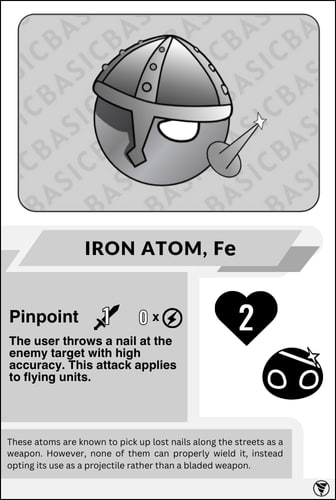 BASICBASICBASIC
IRON ATOM, Fe
Pinpoint 1 0 x
The user throws a nail at the
enemy target with high
accuracy. This attack applies
to flying units.
2
These atoms are known to pick up lost nails along the streets as a
weapon. However, none of them can properly wield it, instead
opting its use as a projectile rather than a bladed weapon.